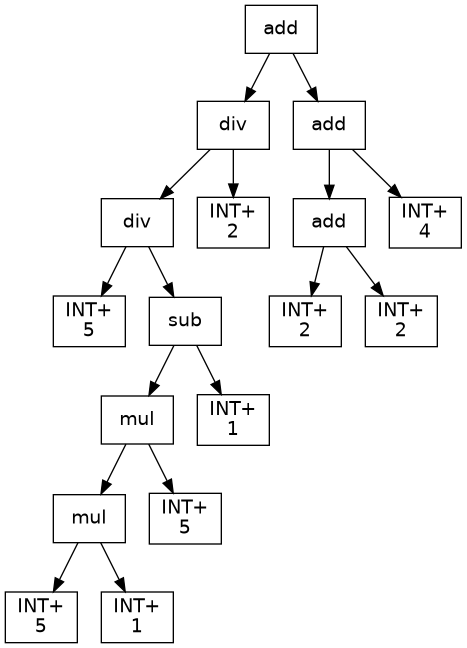 add
div
add
div
INT+
2
add
INT+
4
INT+
5
sub
INT+
2
INT+
2
mul
INT+
1
mul
INT+
5
INT+
5
INT+
1